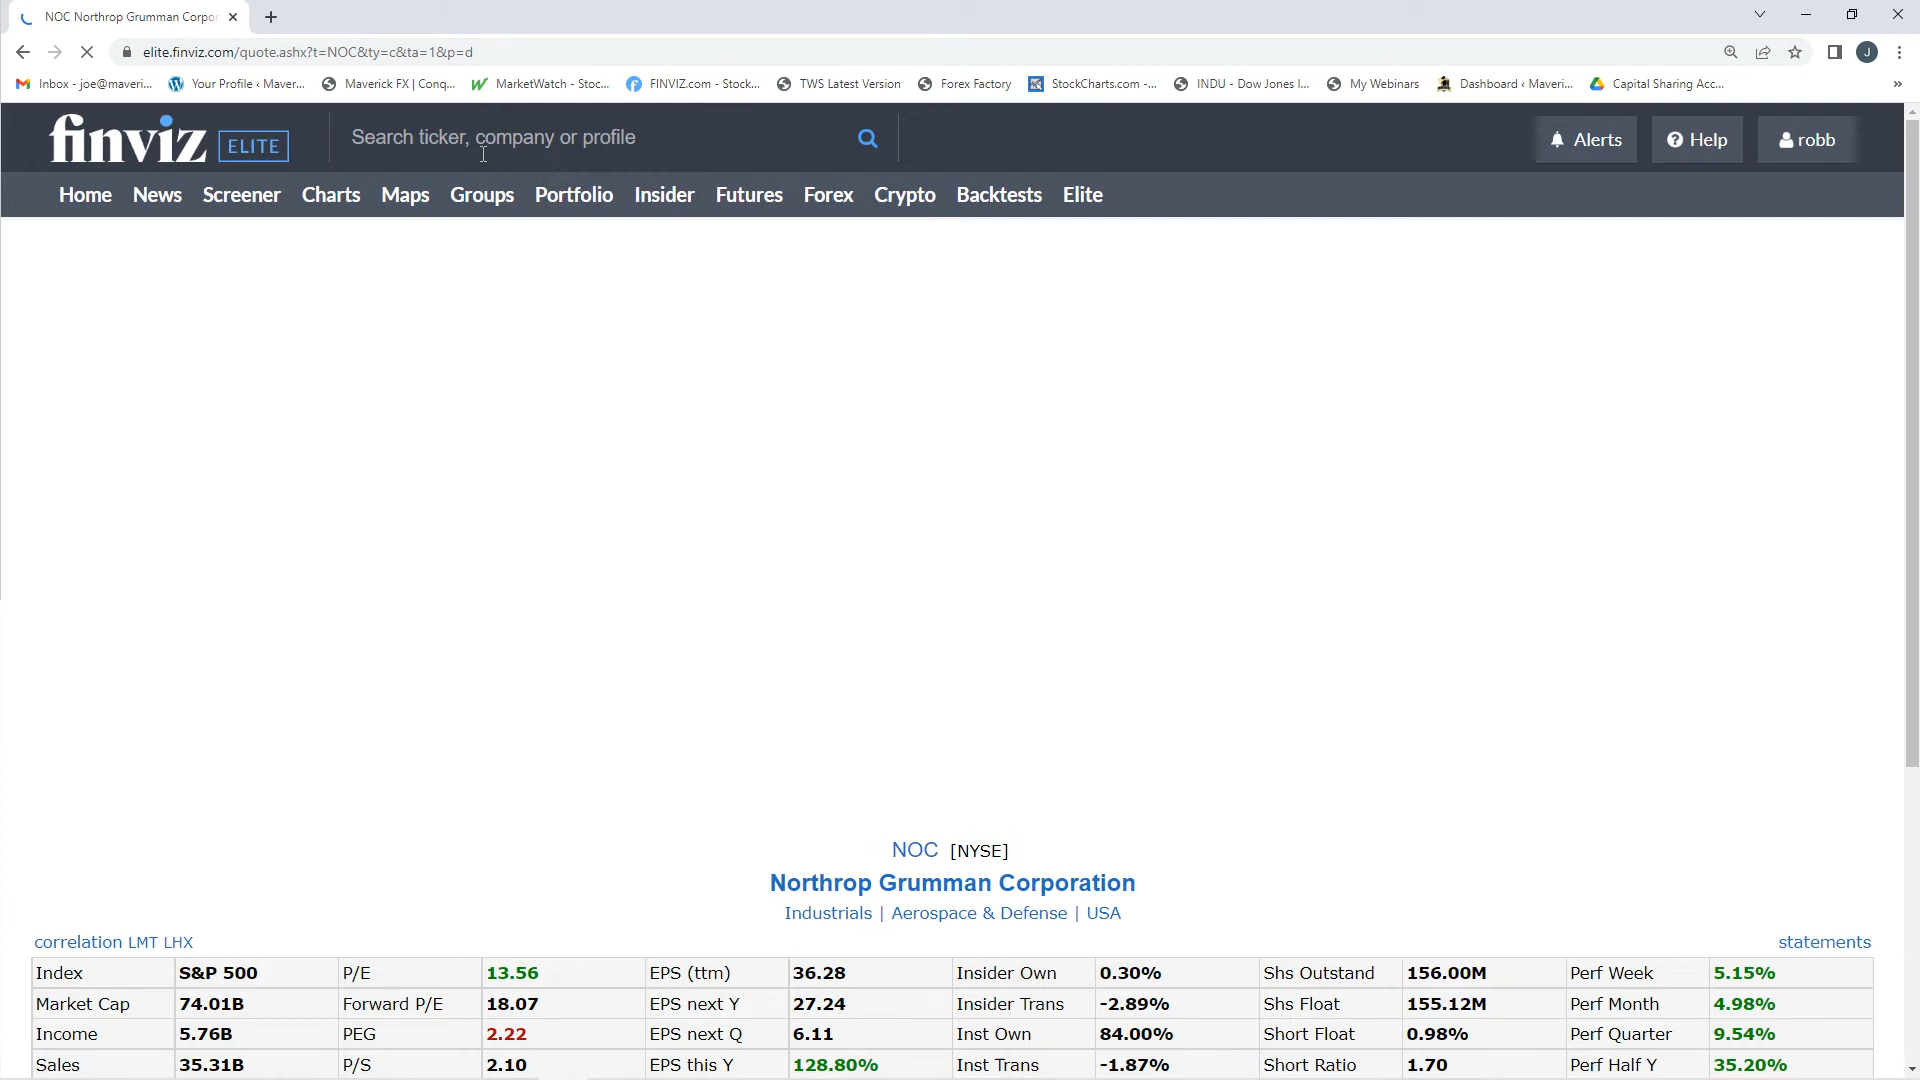 NOC Northrop Grumman Corpor
elite.finviz.com/quote.ashx?t=NOC&ty=c&ta=1&p=d
J
Inbox - joe@maveri... Your Profile ‹ Maver... Maverick FX | Conq... MarketWatch - Stoc... FINVIZ.com - Stock... TWS Latest Version Forex Factory StockCharts.com -... INDU - Dow Jones I... My Webinars Dashboard ‹ Maveri... Capital Sharing Acc... »
finviz ELITE Search ticker, company or profile Alerts Help robb
Home News Screener Charts Maps Groups Portfolio Insider Futures Forex Crypto Backtests Elite
NOC [NYSE]
Northrop Grumman Corporation
Industrials | Aerospace & Defense | USA
correlation LMT LHX statements
Index S&P 500 P/E 13.56 EPS (ttm) 36.28 Insider Own 0.30% Shs Outstand 156.00M Perf Week 5.15%
Market Cap 74.01B Forward P/E 18.07 EPS next Y 27.24 Insider Trans -2.89% Shs Float 155.12M Perf Month 4.98%
Income 5.76B PEG 2.22 EPS next Q 6.11 Inst Own 84.00% Short Float 0.98% Perf Quarter 9.54%
Sales 35.31B P/S 2.10 EPS this Y 128.80% Inst Trans -1.87% Short Ratio 1.70 Perf Half Y 35.20%